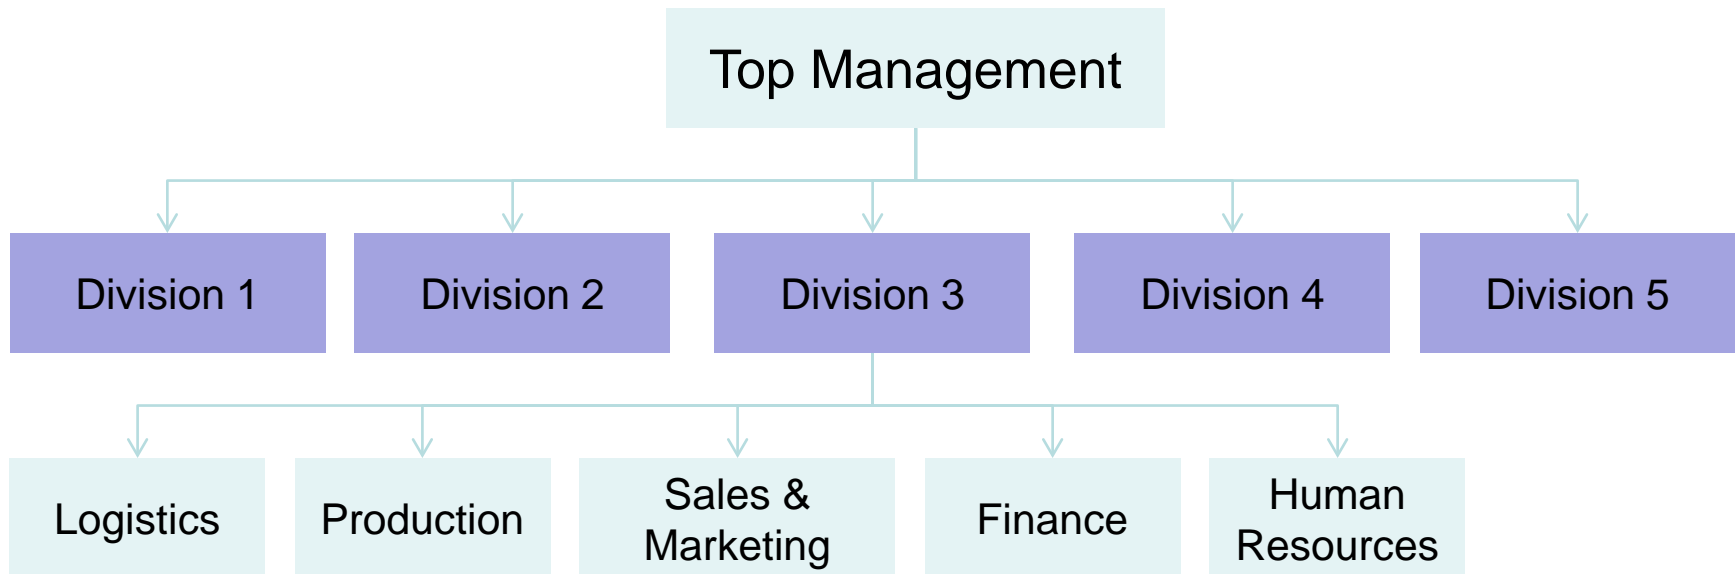 Top Management
Division 1
Division 2
Division 3
Division 4
Division 5
Logistics
Production
Sales &
Marketing
Finance
Human
Resources